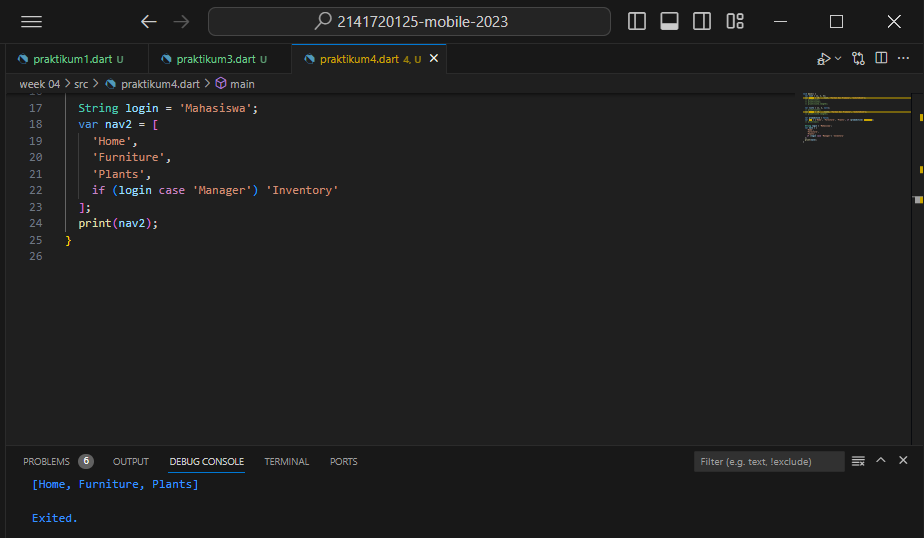 2141720125-mobile-2023
praktikum1.dart U praktikum3.dart U praktikum4.dart 4, U
week 04 > src > praktikum4.dart > main
17 String login = 'Mahasiswa';
18 var nav2 = [
19 'Home',
20 'Furniture',
21 'Plants',
22 if (login case 'Manager') 'Inventory'
23 ];
24 print(nav2);
25 }
26
PROBLEMS 6 OUTPUT DEBUG CONSOLE TERMINAL PORTS Filter (e.g. text, !exclude)
[Home, Furniture, Plants]
Exited.